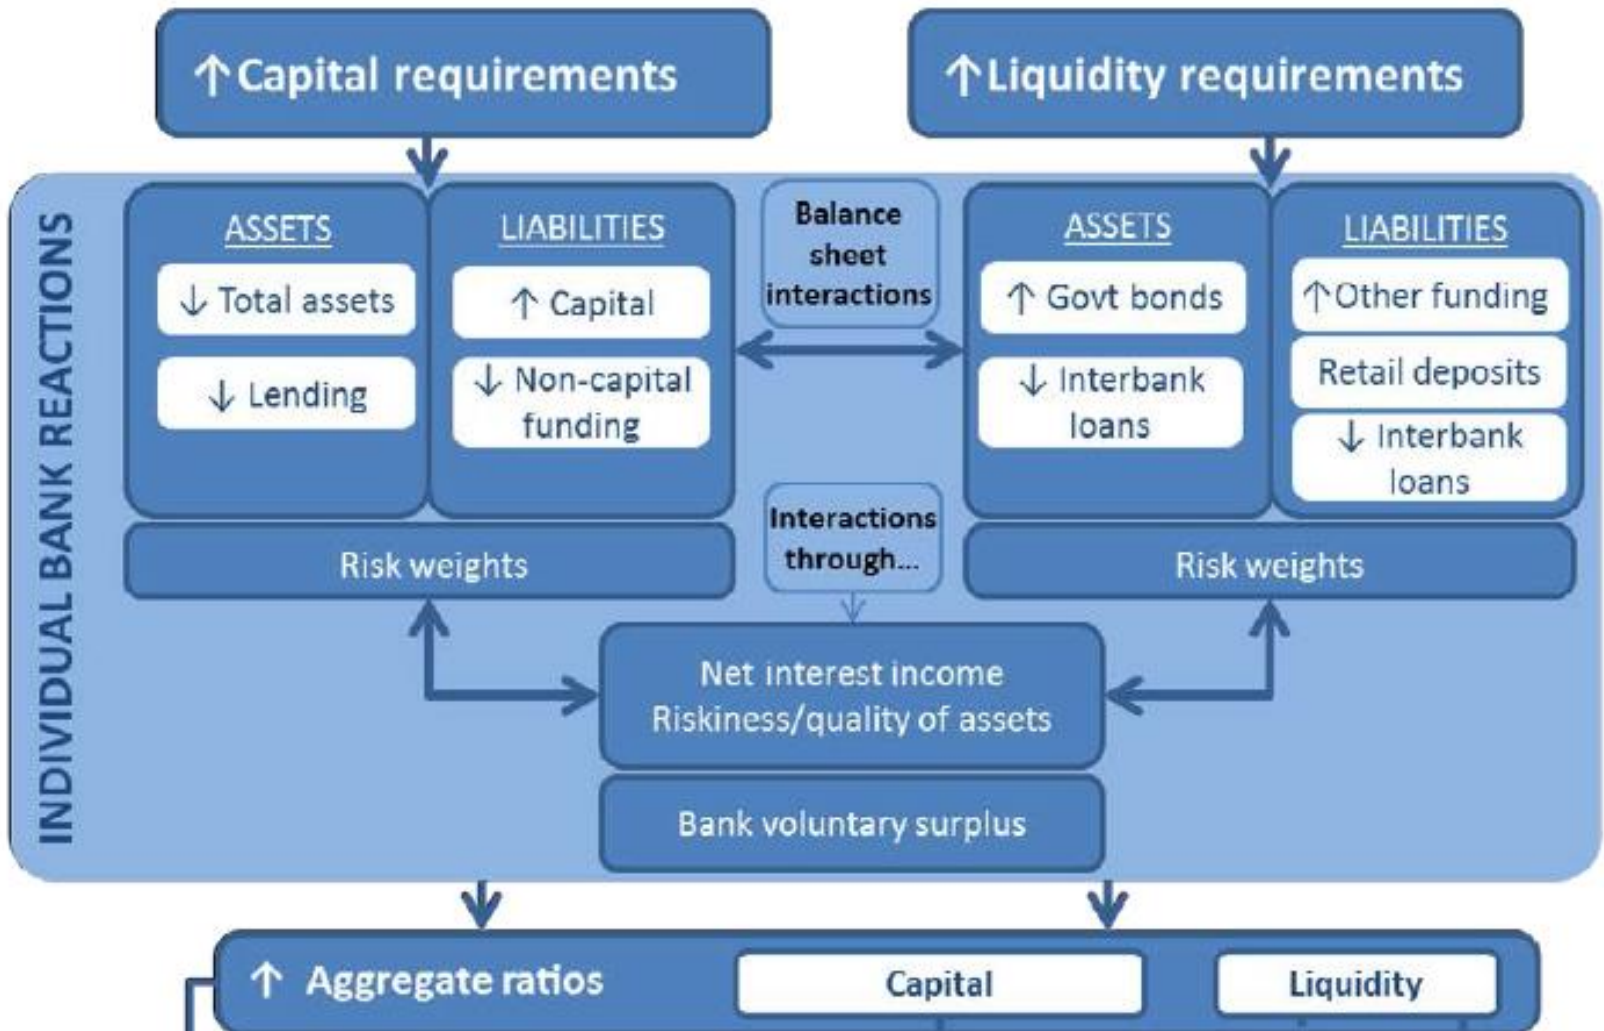 ↑Capital requirements
↑Liquidity requirements
INDIVIDUAL BANK REACTIONS
ASSETS
↓ Total assets
↓ Lending
LIABILITIES
↑ Capital
↓ Non-capital
funding
Risk weights
Balance
sheet
interactions
ASSETS
↑ Govt bonds
↓ Interbank
loans
LIABILITIES
↑Other funding
Retail deposits
↓ Interbank
loans
Risk weights
Interactions
through...
Net interest income
Riskiness/quality of assets
Bank voluntary surplus
↑ Aggregate ratios
Capital
Liquidity